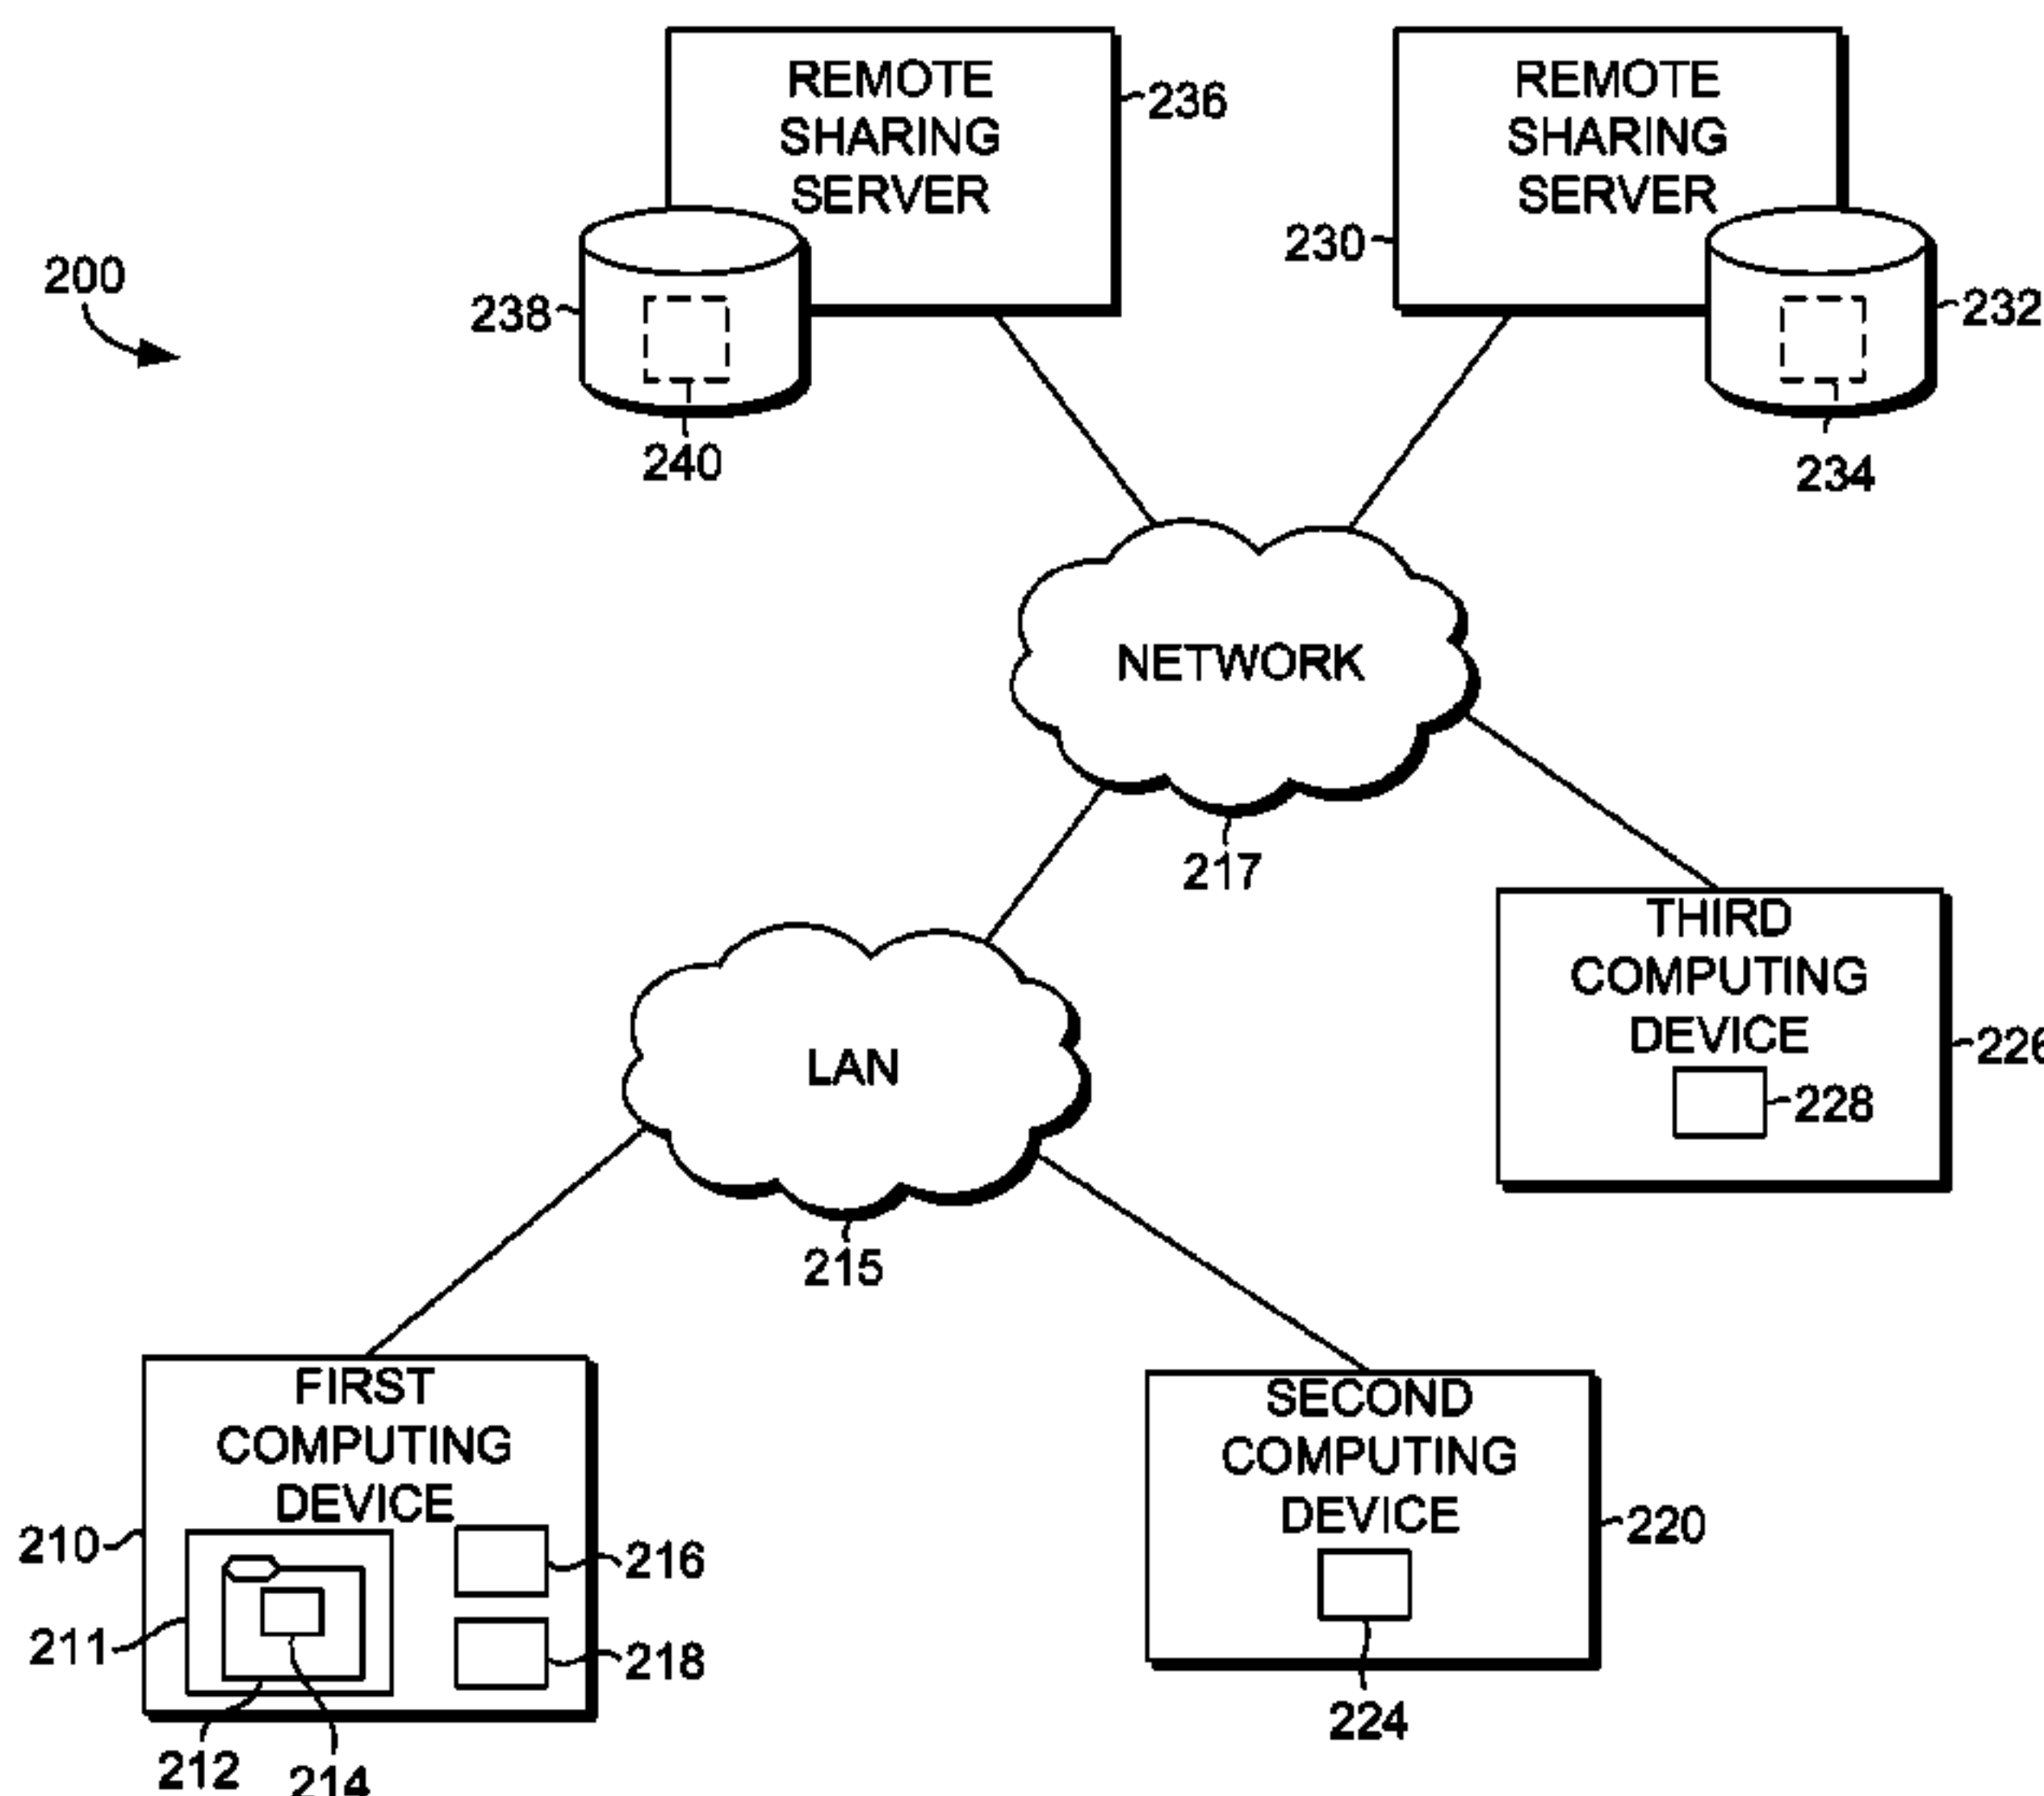 REMOTE
SHARING
SERVER
236
REMOTE
SHARING
SERVER
230
200
238
232
240
234
NETWORK
217
THIRD
COMPUTING
DEVICE
226
228
LAN
215
FIRST
COMPUTING
DEVICE
210
216
211
218
212
214
SECOND
COMPUTING
DEVICE
220
224